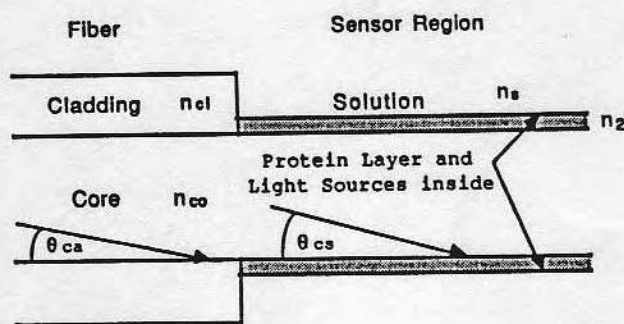 Fiber Sensor Region
Cladding ncl Solution ns
n2
Protein Layer and
Light Sources inside
Core nco
θca θcs